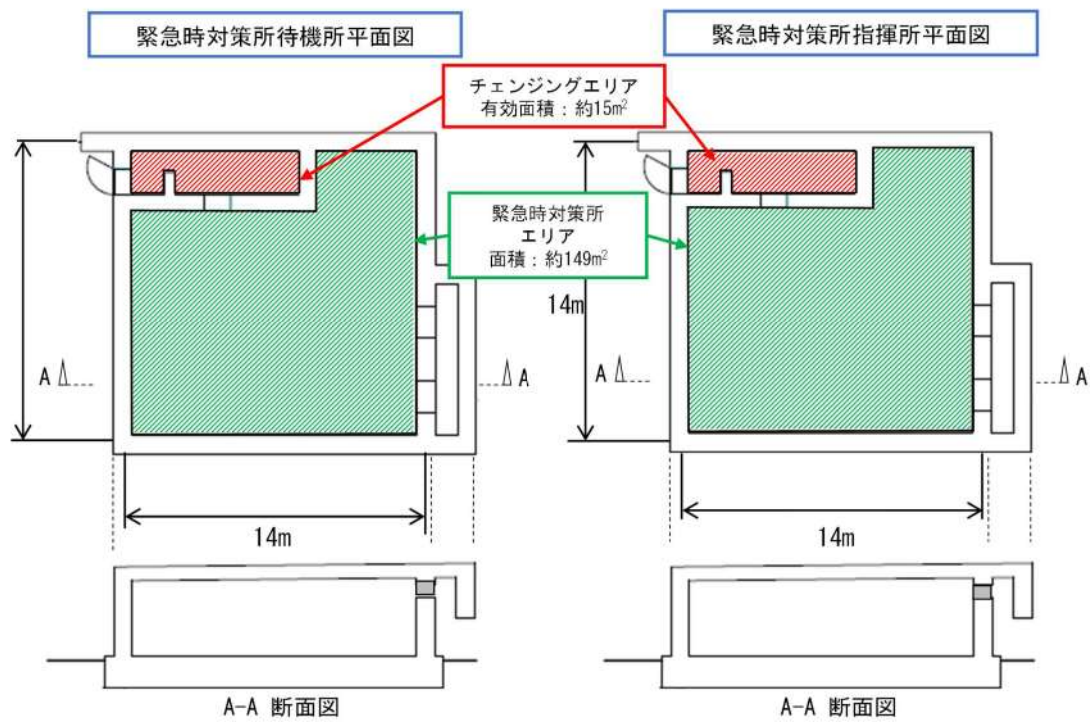 緊急時対策所待機所平面図
緊急時対策所指揮所平面図
チェンジングエリア
有効面積：約15m²
緊急時対策所
エリア
面積：約149m²
14m
A
A
A
A
14m
14m
A-A 断面図
A-A 断面図